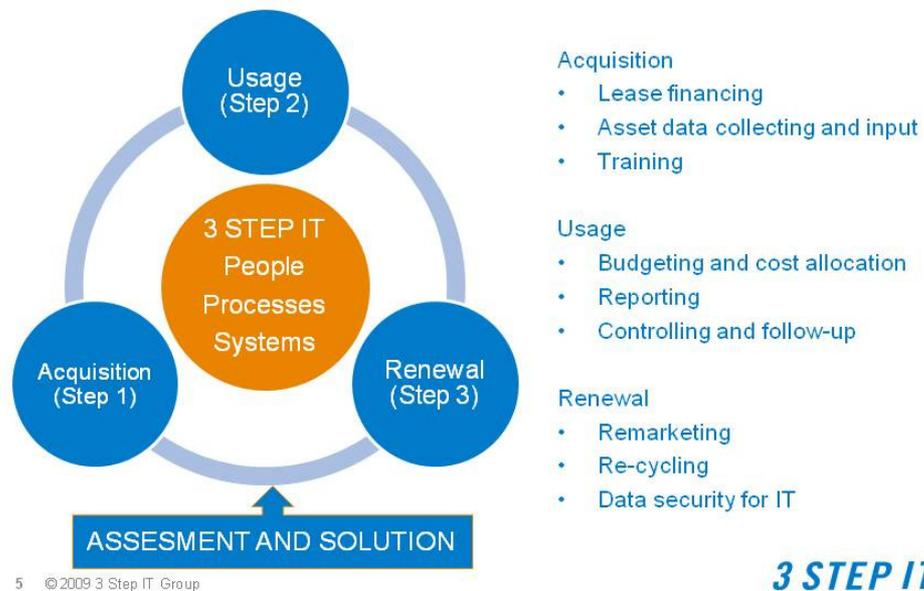 Usage
(Step 2)
3 STEP IT
People
Processes
Systems
Acquisition
(Step 1)
Renewal
(Step 3)
ASSESMENT AND SOLUTION
Acquisition
• Lease financing
• Asset data collecting and input
• Training
Usage
• Budgeting and cost allocation
• Reporting
• Controlling and follow-up
Renewal
• Remarketing
• Re-cycling
• Data security for IT
5 ©2009 3 Step IT Group
3 STEP IT